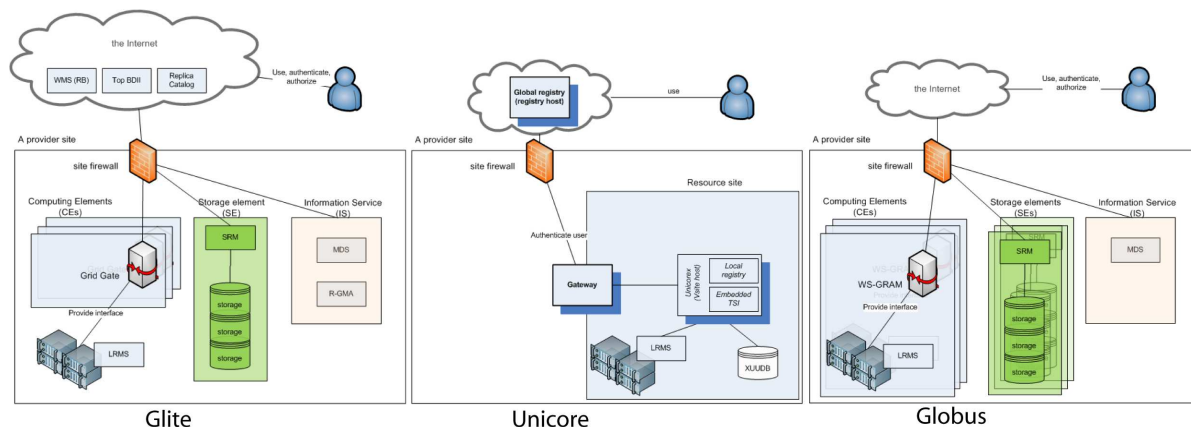 the Internet
WMS (RB)
Top BDII
Replica
Catalog
Use, authenticate,
authorize
A provider site
site firewall
Computing Elements
(CEs)
Storage element
(SE)
Information Service
(IS)
SRM
MDS
Grid Gate
R-GMA
Provide interface
storage
storage
storage
LRMS
Glite
Global registry
(registry host)
use
A provider site
site firewall
Resource site
Authenticate user
Gateway
Unicorex
(Vsite host)
Local
registry
Embedded
TSI
LRMS
XUUDB
Unicore
the Internet
Use, authenticate,
authorize
A provider site
site firewall
Computing Elements
(CEs)
Storage elements
(SEs)
Information Service
(IS)
SRM
SRM
MDS
WS-GRAM
WS-GRAM
Provide interface
storage
storage
storage
LRMS
Globus